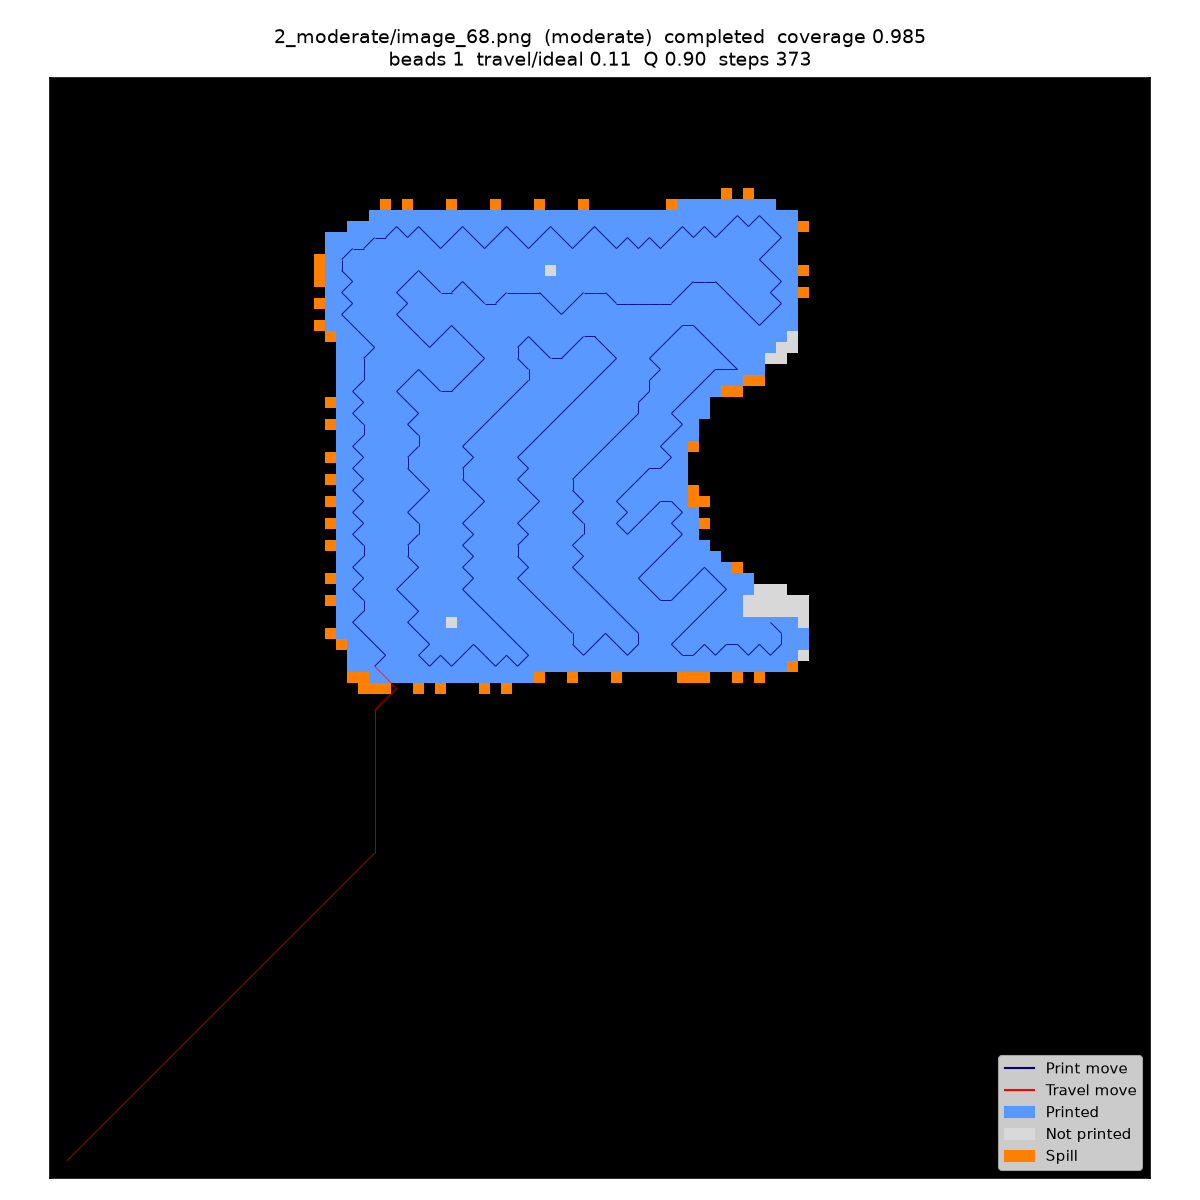 2_moderate/image_68.png  (moderate)  completed  coverage 0.985
beads 1  travel/ideal 0.11  Q 0.90  steps 373
Print move
Travel move
Printed
Not printed
Spill